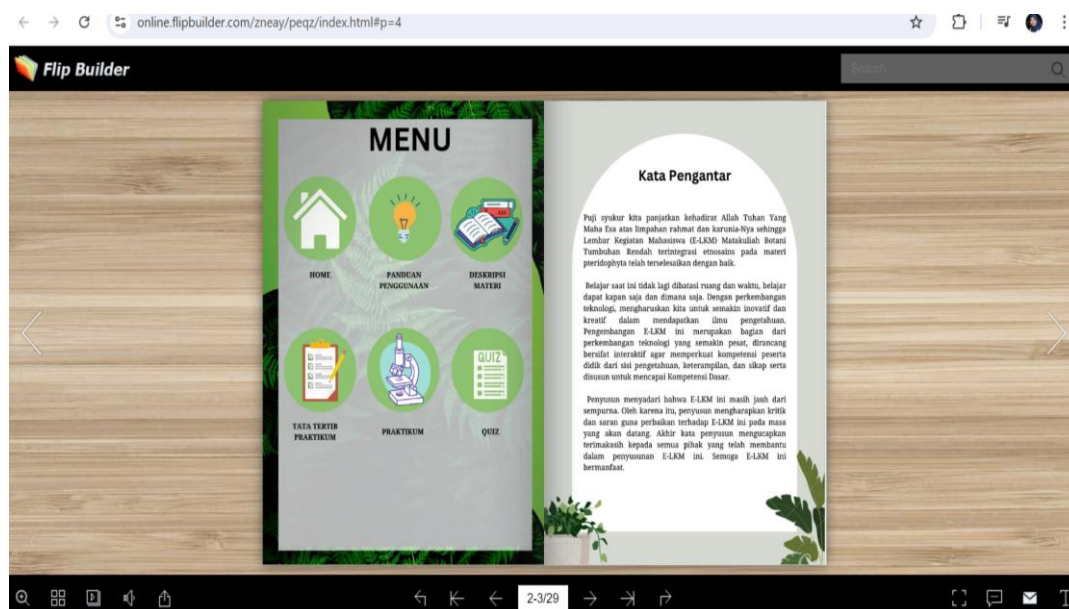 online.flipbuilder.com/zneay/peqz/index.html#p=4
Flip Builder
Search
MENU
HOME
PANDUAN
PENGGUNAAN
DESKRIPSI
MATERI
QUIZ
TATA TERTIB
PRAKTIKUM
PRAKTIKUM
QUIZ
Kata Pengantar
Puji syukur kita panjatkan kehadirat Allah Tuhan Yang
Maha Esa atas limpahan rahmat dan karunia-Nya sehingga
Lembar Kegiatan Mahasiswa (E-LKM) Matakuliah Botani
Tumbuhan Rendah terintegrasi etnosains pada materi
pteridophyta telah terselesaikan dengan baik.
Belajar saat ini tidak lagi dibatasi ruang dan waktu, belajar
dapat kapan saja dan dimana saja. Dengan perkembangan
teknologi, mengharuskan kita untuk semakin inovatif dan
kreatif dalam mendapatkan ilmu pengetahuan.
Pengembangan E-LKM ini merupakan bagian dari
perkembangan teknologi yang semakin pesat, dirancang
bersifat interaktif agar memperkuat kompetensi peserta
didik dari sisi pengetahuan, keterampilan, dan sikap serta
disusun untuk mencapai Kompetensi Dasar.
Penyusun menyadari bahwa E-LKM ini masih jauh dari
sempurna. Oleh karena itu, penyusun mengharapkan kritik
dan saran guna perbaikan terhadap E-LKM ini pada masa
yang akan datang. Akhir kata penyusun mengucapkan
terimakasih kepada semua pihak yang telah membantu
dalam penyusunan E-LKM ini. Semoga E-LKM ini
bermanfaat.
2-3/29